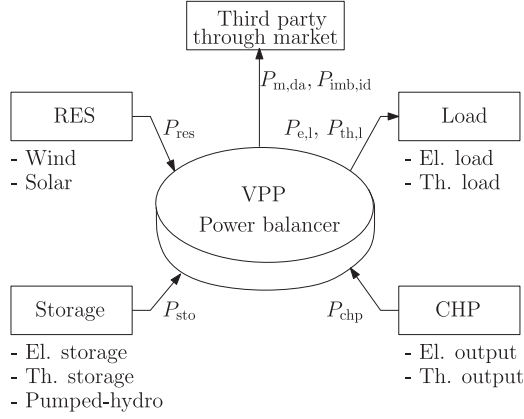 Third party
through market
P_m,da, P_imb,id
RES
P_res
P_e,l, P_th,l
Load
- Wind
- Solar
- El. load
- Th. load
VPP
Power balancer
Storage
P_sto
P_chp
CHP
- El. storage
- Th. storage
- Pumped-hydro
- El. output
- Th. output